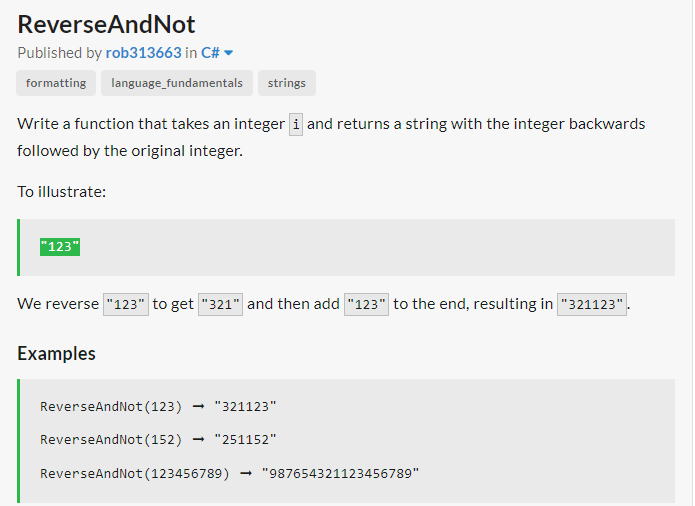 ReverseAndNot
Published by rob313663 in C#
formatting language_fundamentals strings
Write a function that takes an integer i and returns a string with the integer backwards
followed by the original integer.
To illustrate:
"123"
We reverse "123" to get "321" and then add "123" to the end, resulting in "321123".
Examples
ReverseAndNot(123) ➞ "321123"
ReverseAndNot(152) ➞ "251152"
ReverseAndNot(123456789) ➞ "987654321123456789"